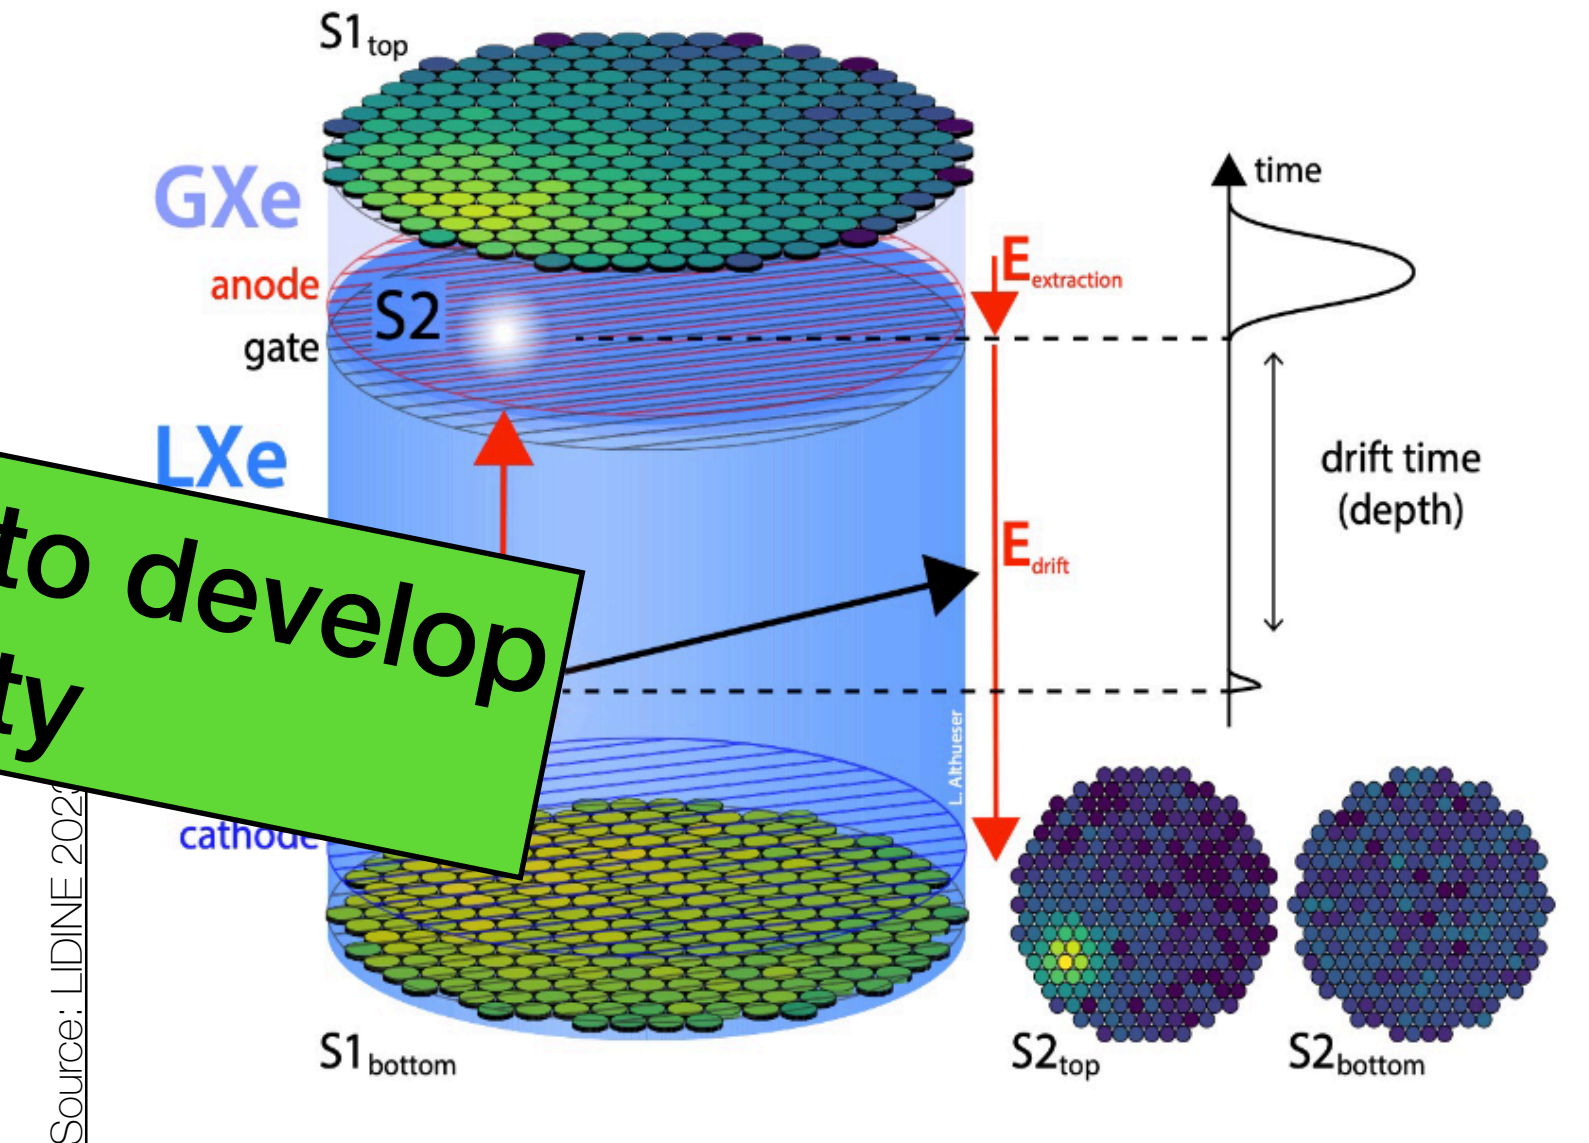 S1top
GXe
anode
S2
gate
LXe
Eextraction
time
drift time
(depth)
Edrift
to develop
ty
cathode
L. Althueser
Source: LIDINE 2023
S1bottom
S2top
S2bottom